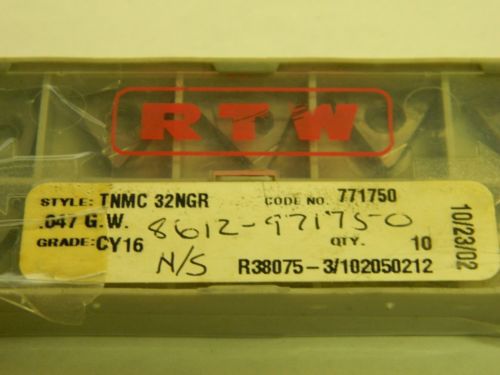 RTW
STYLE: TNMC 32NGR CODE NO. 771750
.047 G.W. 8612-97175-0
GRADE: CY16 QTY. 10
N/S R38075-3/102050212
10/23/02